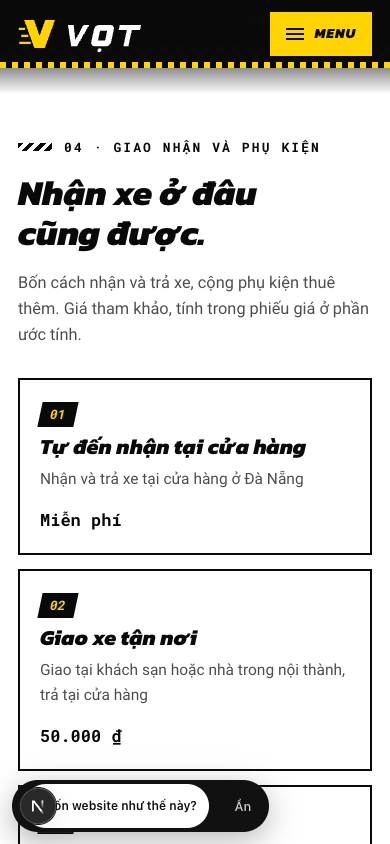 VỌT
MENU
04 · GIAO NHẬN VÀ PHỤ KIỆN
Nhận xe ở đâu
cũng được.
Bốn cách nhận và trả xe, cộng phụ kiện thuê
thêm. Giá tham khảo, tính trong phiếu giá ở phần
ước tính.
01
Tự đến nhận tại cửa hàng
Nhận và trả xe tại cửa hàng ở Đà Nẵng
Miễn phí
02
Giao xe tận nơi
Giao tại khách sạn hoặc nhà trong nội thành,
trả tại cửa hàng
50.000 ₫
N
website như thế này?
Ẩn